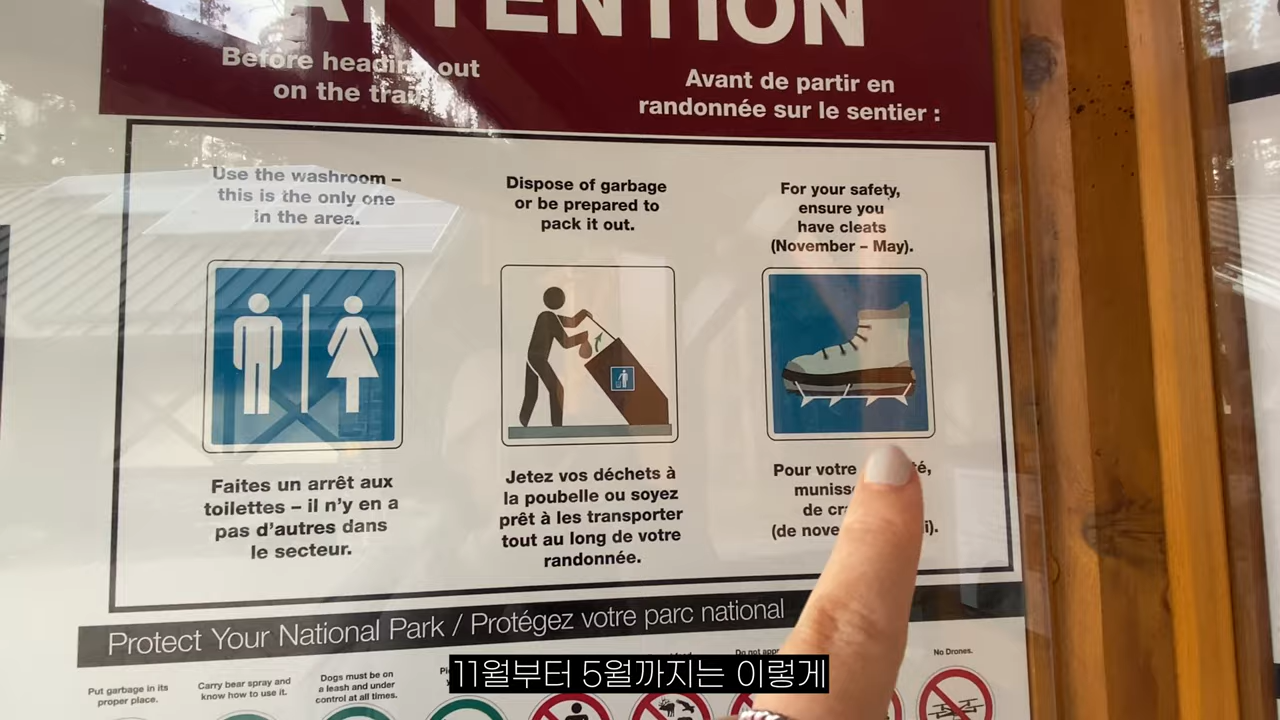 ATTENTION
Before heading out
on the trail
Avant de partir en
randonnée sur le sentier :
Use the washroom –
this is the only one
in the area.
Dispose of garbage
or be prepared to
pack it out.
For your safety,
ensure you
have cleats
(November – May).
Faites un arrêt aux
toilettes – il n'y en a
pas d'autres dans
le secteur.
Jetez vos déchets à
la poubelle ou soyez
prêt à les transporter
tout au long de votre
randonnée.
Pour votre
de
Protect Your National Park / Protégez votre parc national
Put garbage in its
proper place.
Carry bear spray and
know how to use it.
Dogs must be on
a leash and under
control at all times.
Do not
No Drones.
11월부터 5월까지는 이렇게